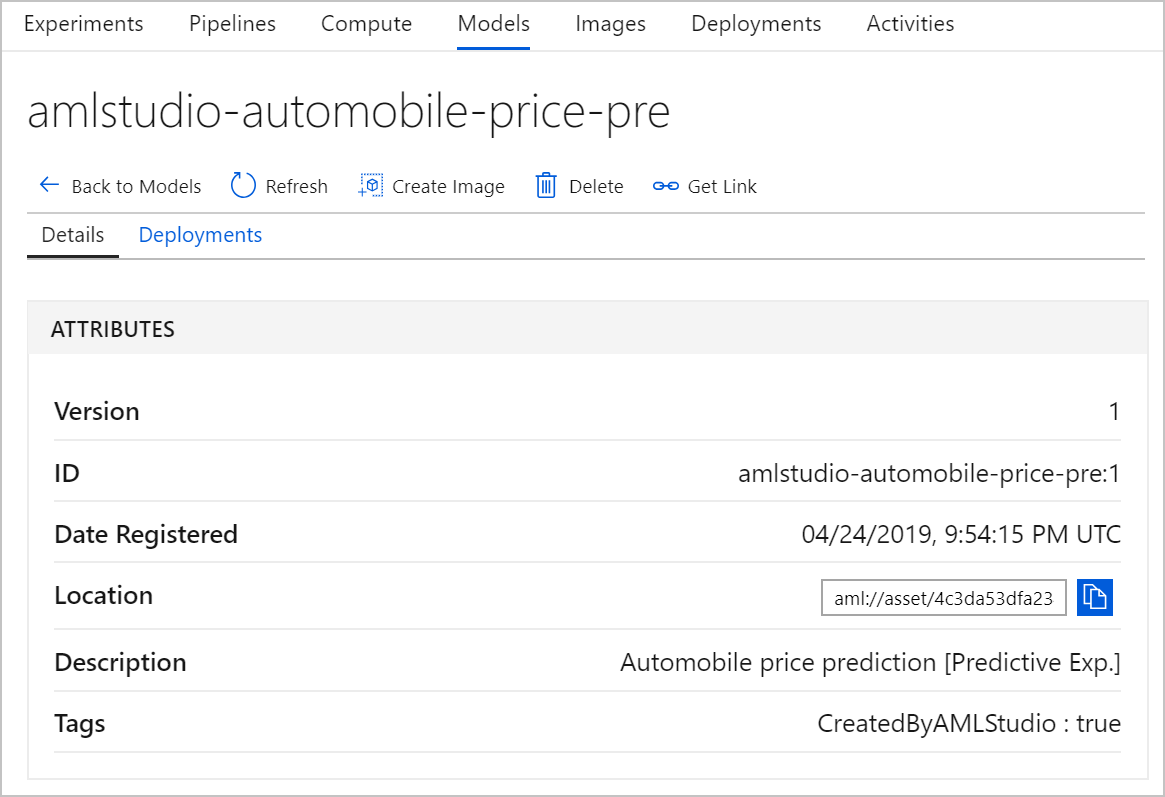 Experiments Pipelines Compute Models Images Deployments Activities
amlstudio-automobile-price-pre
Back to Models Refresh Create Image Delete Get Link
Details Deployments
ATTRIBUTES
Version 1
ID amlstudio-automobile-price-pre:1
Date Registered 04/24/2019, 9:54:15 PM UTC
Location aml://asset/4c3da53dfa23
Description Automobile price prediction [Predictive Exp.]
Tags CreatedByAMLStudio : true